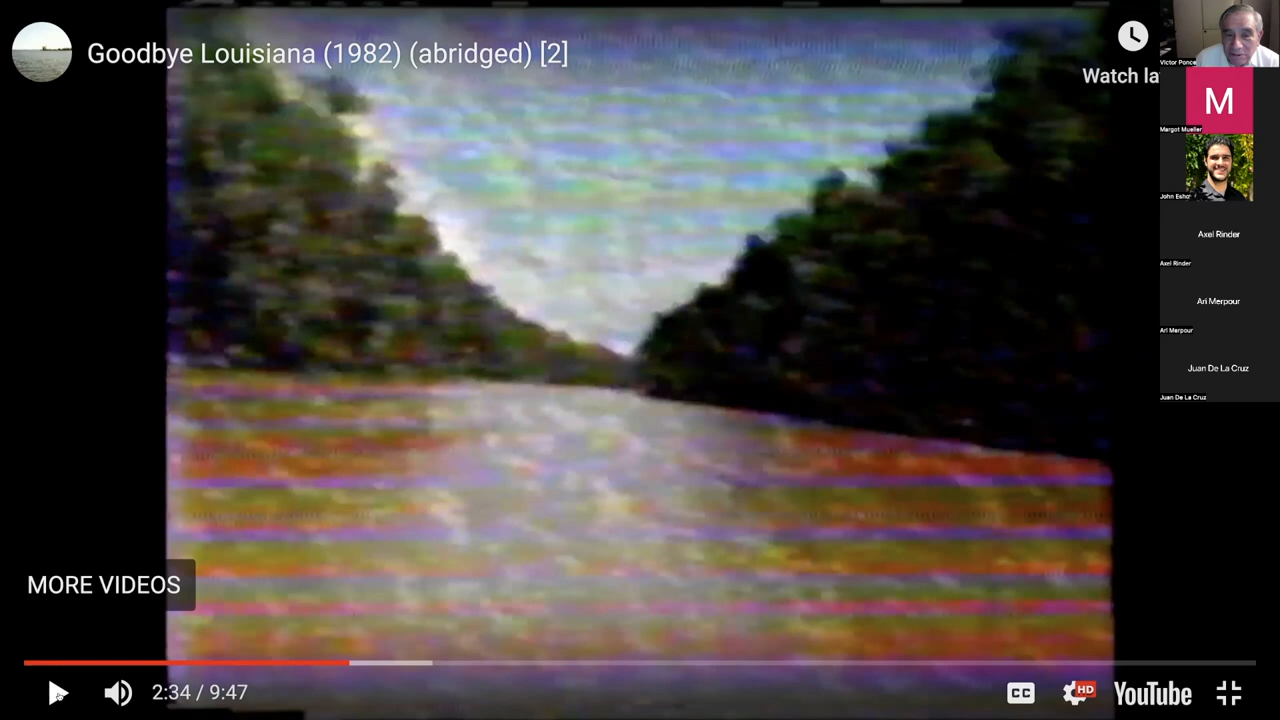 Goodbye Louisiana (1982) (abridged) [2]
Watch la
Victor Ponce
M
Margot Mueller
John Esho
Axel Rinder
Axel Rinder
Ari Merpour
Ari Merpour
Juan De La Cruz
Juan De La Cruz
MORE VIDEOS
2:34 / 9:47
CC
HD
YouTube